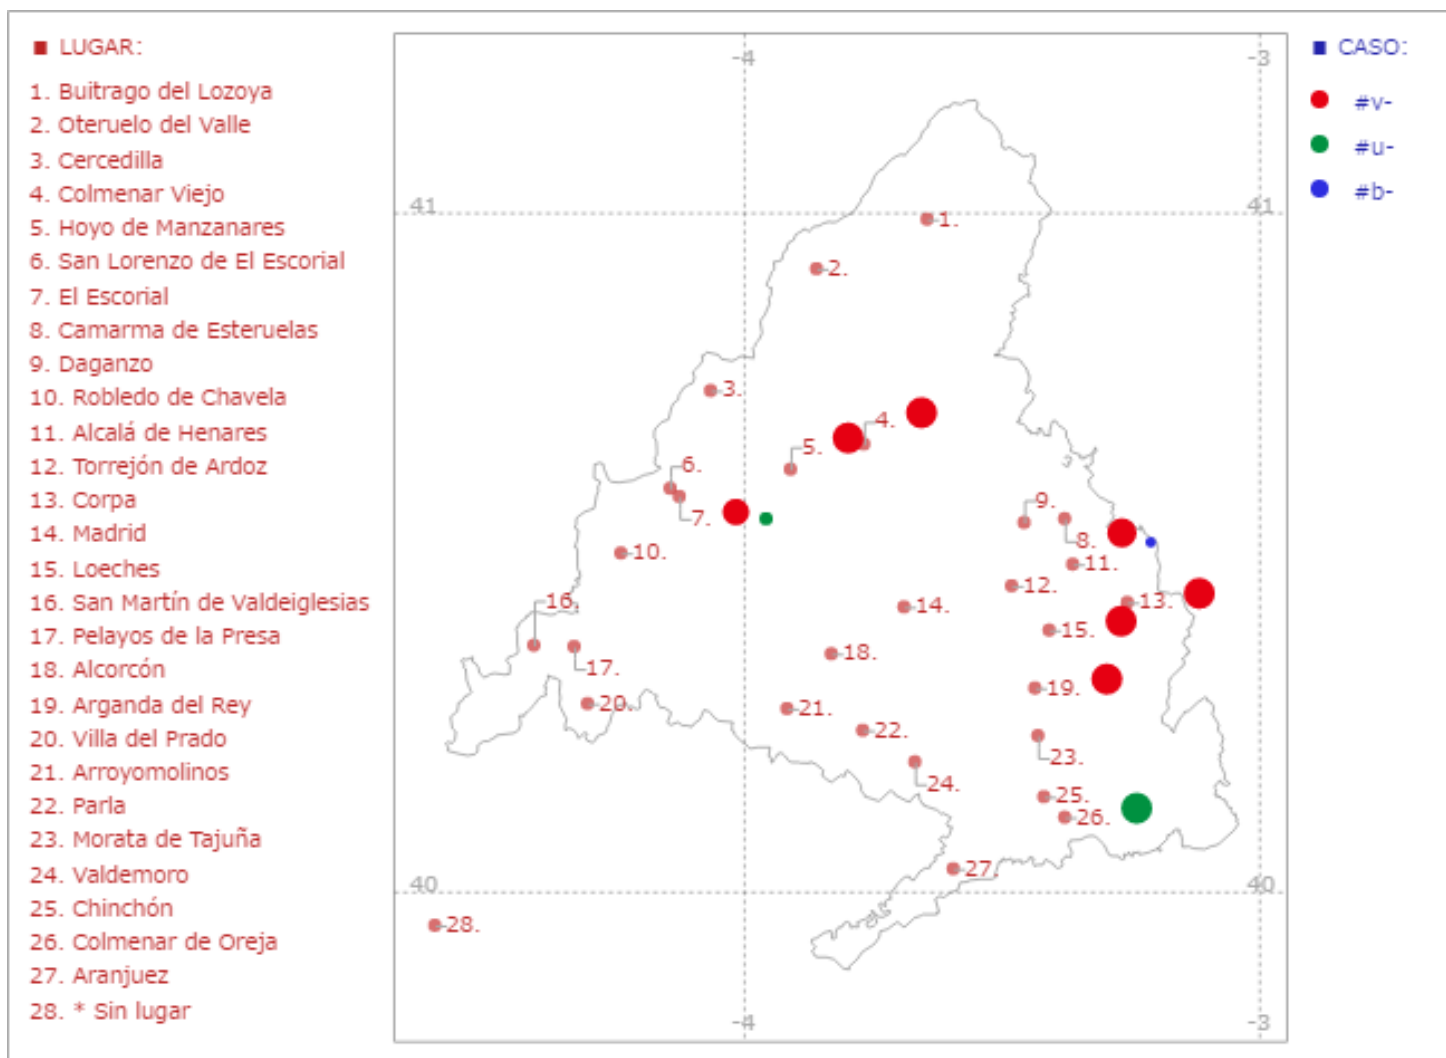 ■ LUGAR:
1. Buitrago del Lozoya
2. Oteruelo del Valle
3. Cercedilla
4. Colmenar Viejo
5. Hoyo de Manzanares
6. San Lorenzo de El Escorial
7. El Escorial
8. Camarma de Esteruelas
9. Daganzo
10. Robledo de Chavela
11. Alcalá de Henares
12. Torrejón de Ardoz
13. Corpa
14. Madrid
15. Loeches
16. San Martín de Valdeiglesias
17. Pelayos de la Presa
18. Alcorcón
19. Arganda del Rey
20. Villa del Prado
21. Arroyomolinos
22. Parla
23. Morata de Tajuña
24. Valdemoro
25. Chinchón
26. Colmenar de Oreja
27. Aranjuez
28. * Sin lugar
-4 -3
41 41
1.
2.
3.
4.
5.
6.
7.
9.
8.
10.
11.
12.
16.
14.
13.
15.
18.
17.
19.
20.
21.
22.
23.
24.
25.
26.
27.
40 40
28.
-4 -3
■ CASO:
#v-
#u-
#b-